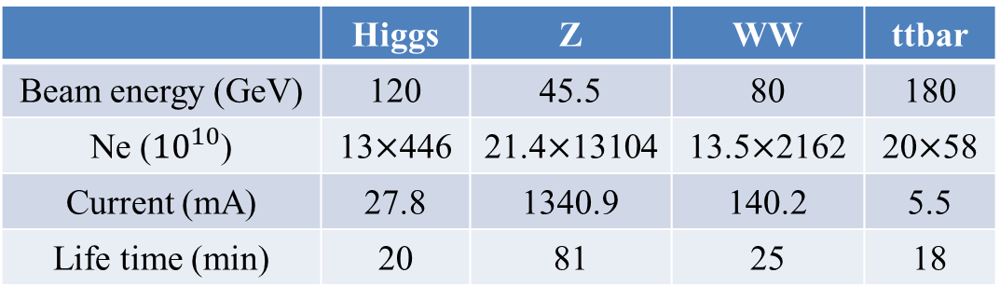 Higgs Z WW ttbar
Beam energy (GeV) 120 45.5 80 180
Ne (10¹⁰) 13×446 21.4×13104 13.5×2162 20×58
Current (mA) 27.8 1340.9 140.2 5.5
Life time (min) 20 81 25 18